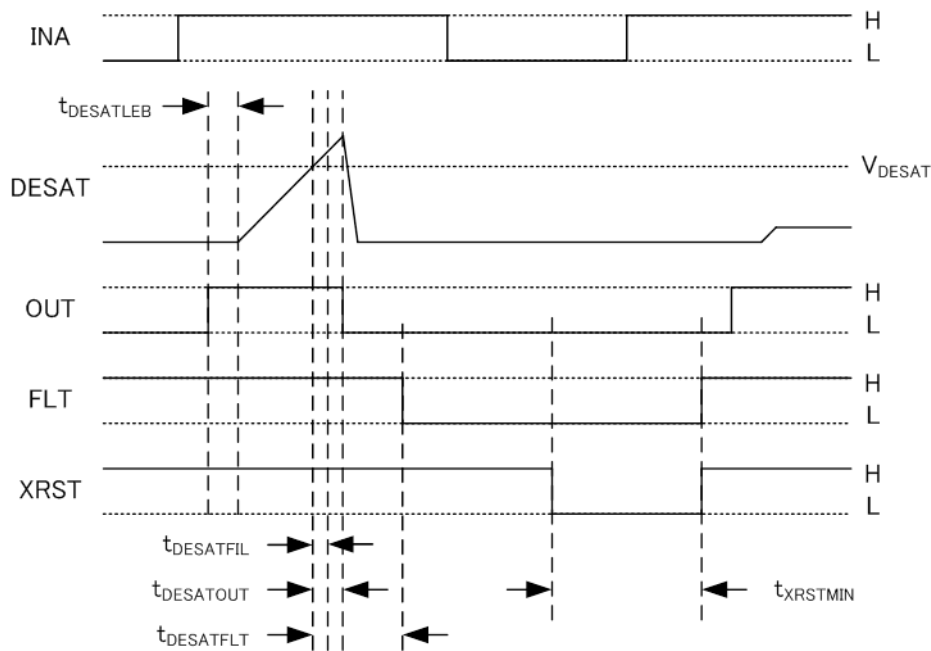 INA
H
L
tDESATLEB
DESAT
VDESAT
OUT
H
L
FLT
H
L
XRST
H
L
tDESATFIL
tDESATOUT
tXRSTMIN
tDESATFLT